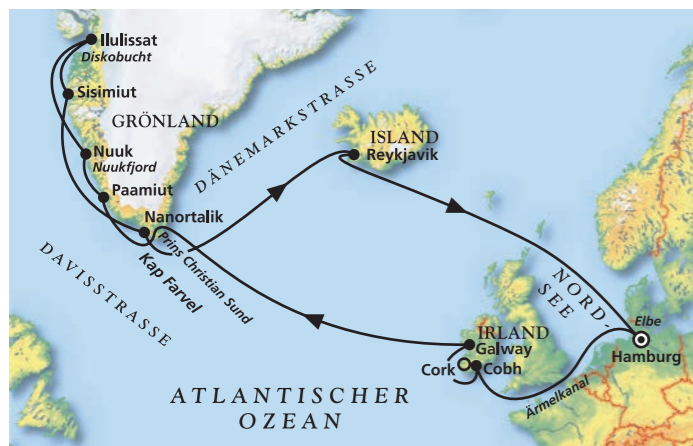 Ilulissat
Diskobucht
Sisimiut
GRÖNLAND
DÄNEMARKSTRASSE
ISLAND
Reykjavik
Nuuk
Nuukfjord
Paamiut
Nanortalik
Prins Christian Sund
Kap Farvel
DAVISSTRASSE
NORD-
SEE
Elbe
Hamburg
IRLAND
Galway
Cork
Cobh
Ärmelkanal
ATLANTISCHER
OZEAN